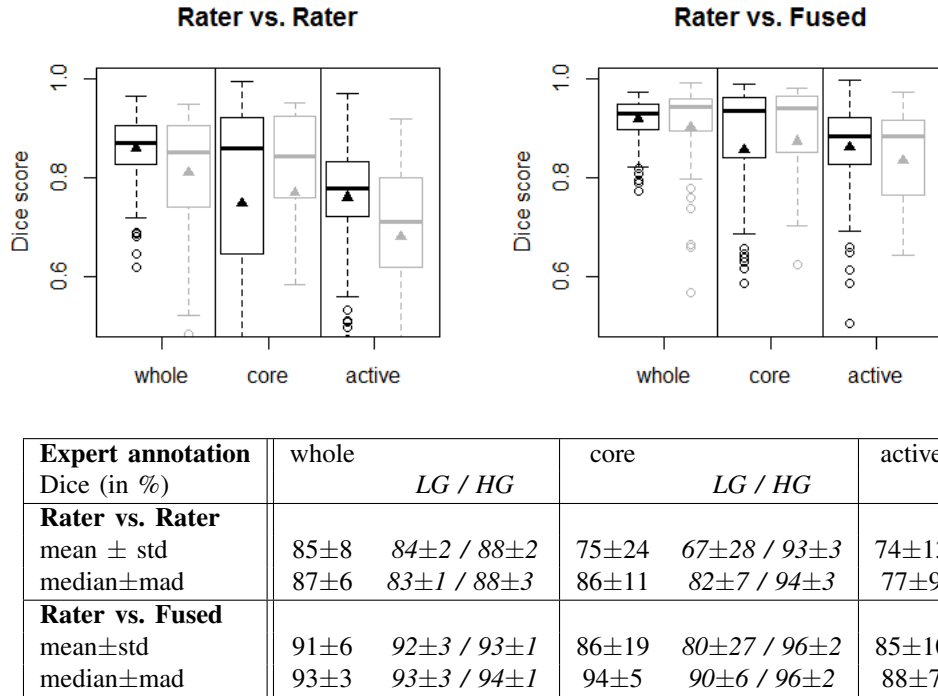 Rater vs. Rater
Rater vs. Fused
Dice score
1.0
0.8
0.6
whole core active
Dice score
1.0
0.8
0.6
whole core active
Expert annotation whole core active
Dice (in %) LG / HG LG / HG
Rater vs. Rater
mean ± std 85±8 84±2 / 88±2 75±24 67±28 / 93±3
median±mad 87±6 83±1 / 88±3 86±11 82±7 / 94±3 77±9
Rater vs. Fused
mean±std 91±6 92±3 / 93±1 86±19 80±27 / 96±2 85±10
median±mad 93±3 93±3 / 94±1 94±5 90±6 / 96±2 88±7